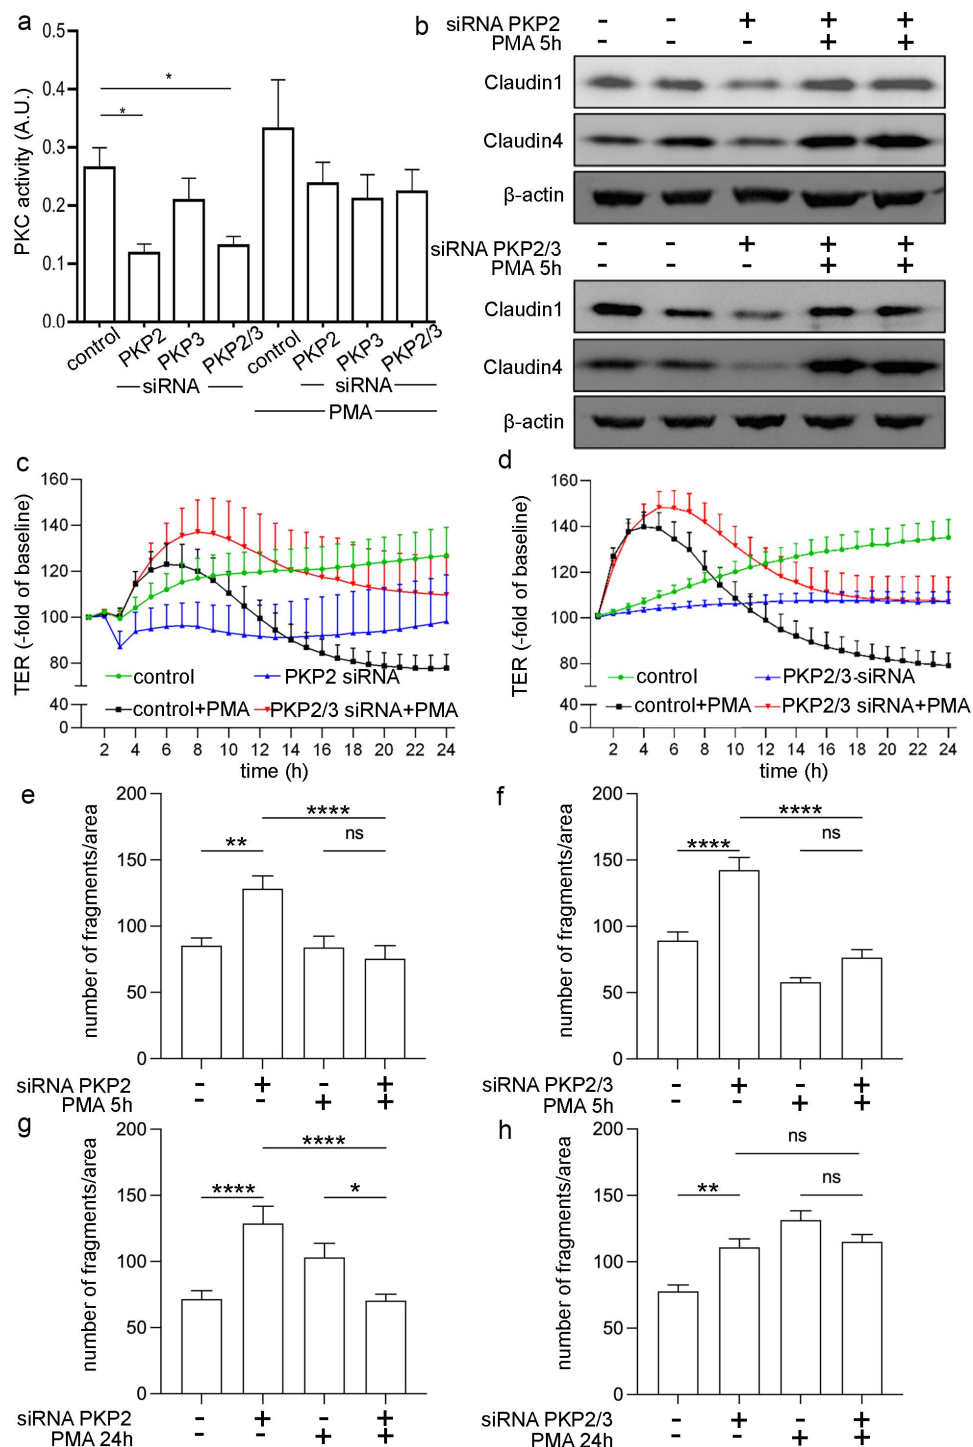 a
PKC activity (A.U.)
0.5
0.4
0.3
0.2
0.1
0.0
*
*
control PKP2 PKP3 PKP2/3 control PKP2 PKP3 PKP2/3
siRNA siRNA
PMA
b
siRNA PKP2 - - + + +
PMA 5h - - - + +
Claudin1
Claudin4
β-actin
siRNA PKP2/3 - - + + +
PMA 5h - - - + +
Claudin1
Claudin4
β-actin
c
TER (-fold of baseline)
160
140
120
100
80
40
0
control PKP2 siRNA
control+PMA PKP2/3 siRNA+PMA
2 4 6 8 10 12 14 16 18 20 22 24
time (h)
d
TER (-fold of baseline)
160
140
120
100
80
40
0
control PKP2/3-siRNA
control+PMA PKP2/3 siRNA+PMA
2 4 6 8 10 12 14 16 18 20 22 24
time (h)
e
number of fragments/area
200
150
100
50
0
****
** ns
siRNA PKP2 - + - +
PMA 5h - - + +
f
number of fragments/area
200
150
100
50
0
****
**** ns
siRNA PKP2/3 - + - +
PMA 5h - - + +
g
number of fragments/area
200
150
100
50
0
****
**** *
siRNA PKP2 - + - +
PMA 24h - - + +
h
number of fragments/area
200
150
100
50
0
ns
** ns
siRNA PKP2/3 - + - +
PMA 24h - - + +